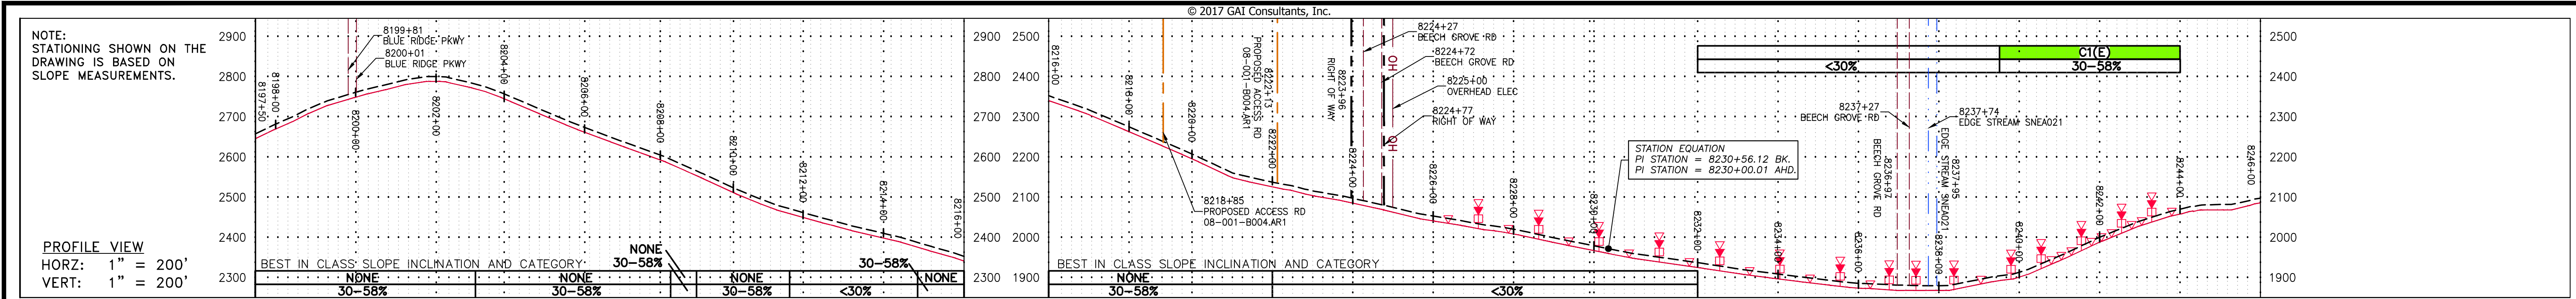 © 2017 GAI Consultants, Inc.
NOTE:
STATIONING SHOWN ON THE
DRAWING IS BASED ON
SLOPE MEASUREMENTS.
PROFILE VIEW
HORZ: 1" = 200'
VERT: 1" = 200'
2900
2800
2700
2600
2500
2400
2300
8197+50
8198+00
8199+81
BLUE RIDGE PKWY
8200+01
BLUE RIDGE PKWY
8200+00
8202+00
8204+00
8206+00
8208+00
8210+00
8212+00
8214+00
8216+00
BEST IN CLASS SLOPE INCLINATION AND CATEGORY
NONE
30-58%
NONE
30-58%
NONE
30-58%
NONE
30-58%
<30%
30-58%
NONE
2900
2800
2700
2600
2500
2400
2300
2500
2400
2300
2200
2100
2000
1900
8216+00
8218+00
8218+85
PROPOSED ACCESS RD
08-001-B004.AR1
8220+00
8222+00
8222+13
PROPOSED ACCESS RD
08-001-B004.AR1
8223+96
RIGHT OF WAY
8224+00
8224+27
BEECH GROVE RD
8224+72
BEECH GROVE RD
8225+00
OVERHEAD ELEC
8224+77
RIGHT OF WAY
OH
OH
8226+00
8228+00
8230+00
STATION EQUATION
PI STATION = 8230+56.12 BK.
PI STATION = 8230+00.01 AHD.
8232+00
8234+00
8236+00
8236+97
BEECH GROVE RD
8237+27
BEECH GROVE RD
8237+74
EDGE STREAM SNEA021
8237+95
EDGE STREAM SNEA021
8238+00
8240+00
8242+00
8244+00
8246+00
<30%
C1(E)
30-58%
BEST IN CLASS SLOPE INCLINATION AND CATEGORY
NONE
30-58%
<30%
2500
2400
2300
2200
2100
2000
1900